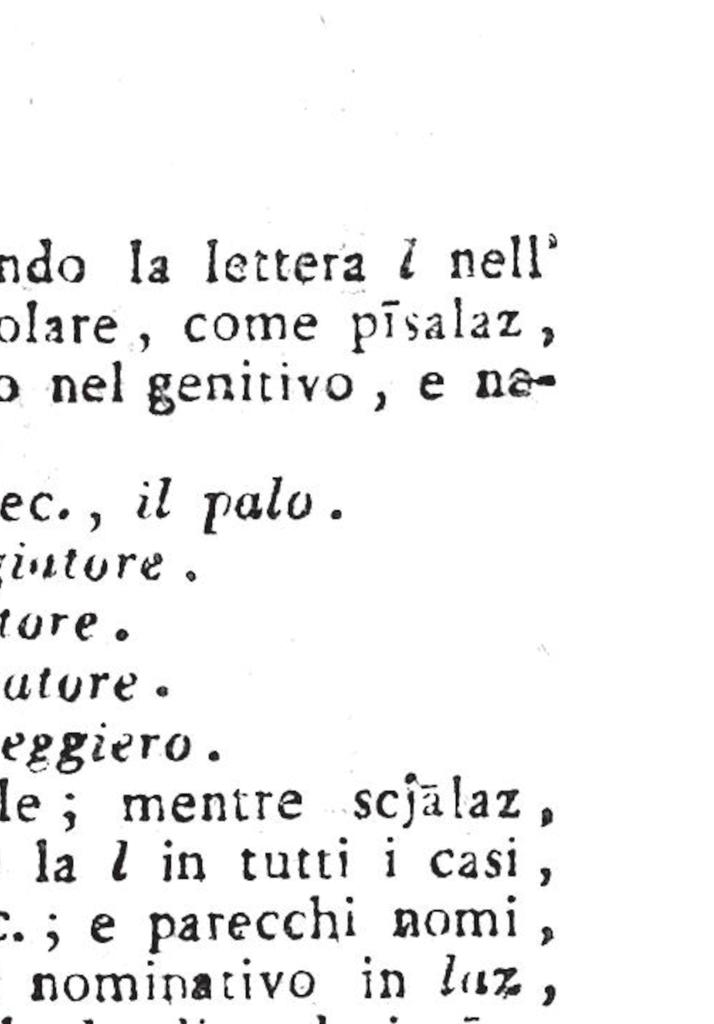 ndo la lettera l nell'
olare, come pīsalaz,
o nel genitivo, e na-
ec., il palo.
giatore.
tore.
atore.
eggiero.
le; mentre scjālaz,
la l in tutti i casi,
c.; e parecchi nomi,
nominativo in laz,